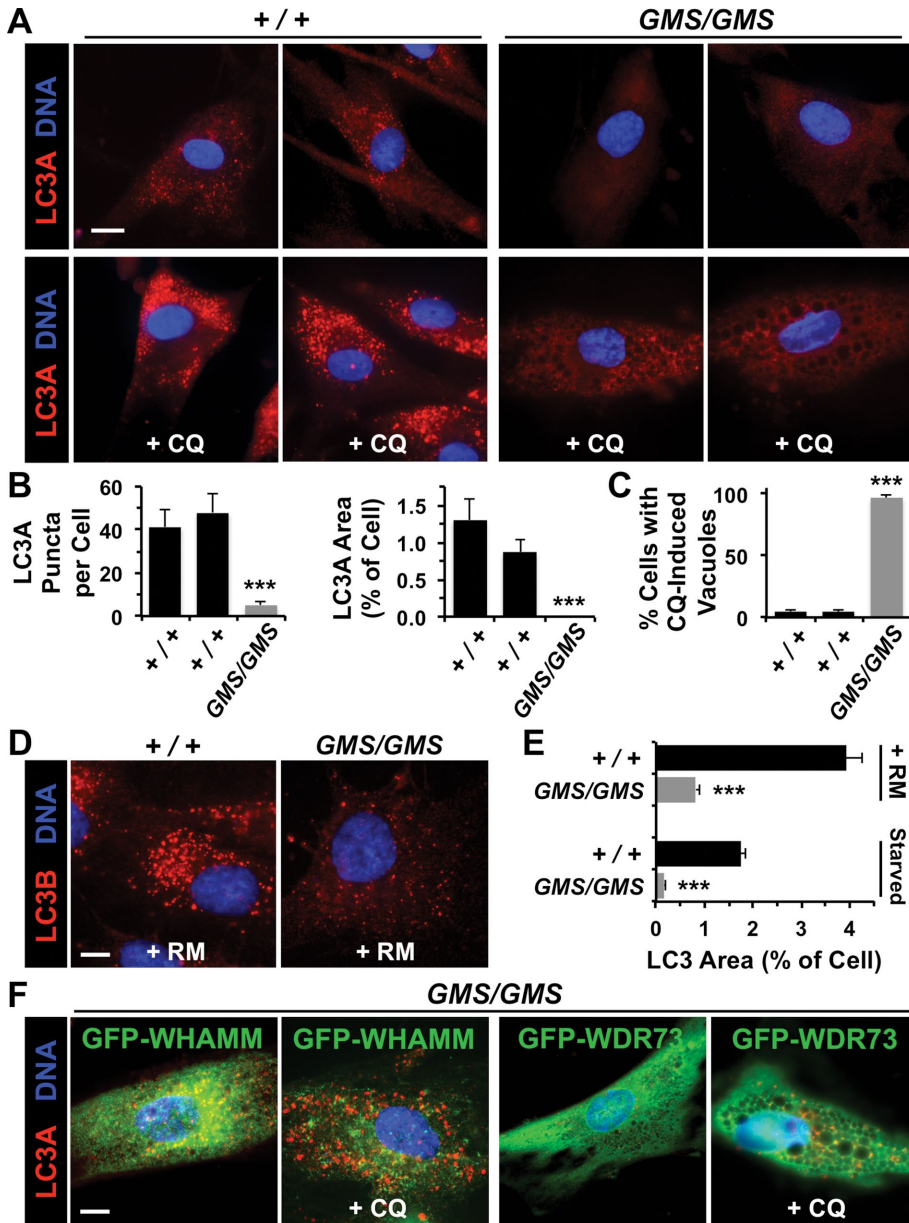 A
+ / +
GMS/GMS
LC3A DNA
LC3A DNA
+ CQ
+ CQ
+ CQ
+ CQ
B
LC3A
Puncta
per Cell
60
40
20
0
+ / +
+ / +
GMS/GMS
***
LC3A Area
(% of Cell)
1.5
1.0
0.5
0
+ / +
+ / +
GMS/GMS
***
C
% Cells with
CQ-Induced
Vacuoles
100
50
0
+ / +
+ / +
GMS/GMS
***
D
+ / +
GMS/GMS
LC3B DNA
+ RM
+ RM
E
+ / +
GMS/GMS
***
+ RM
+ / +
GMS/GMS
***
Starved
0 1 2 3 4
LC3 Area (% of Cell)
F
GMS/GMS
LC3A DNA
GFP-WHAMM
GFP-WHAMM
GFP-WDR73
GFP-WDR73
+ CQ
+ CQ